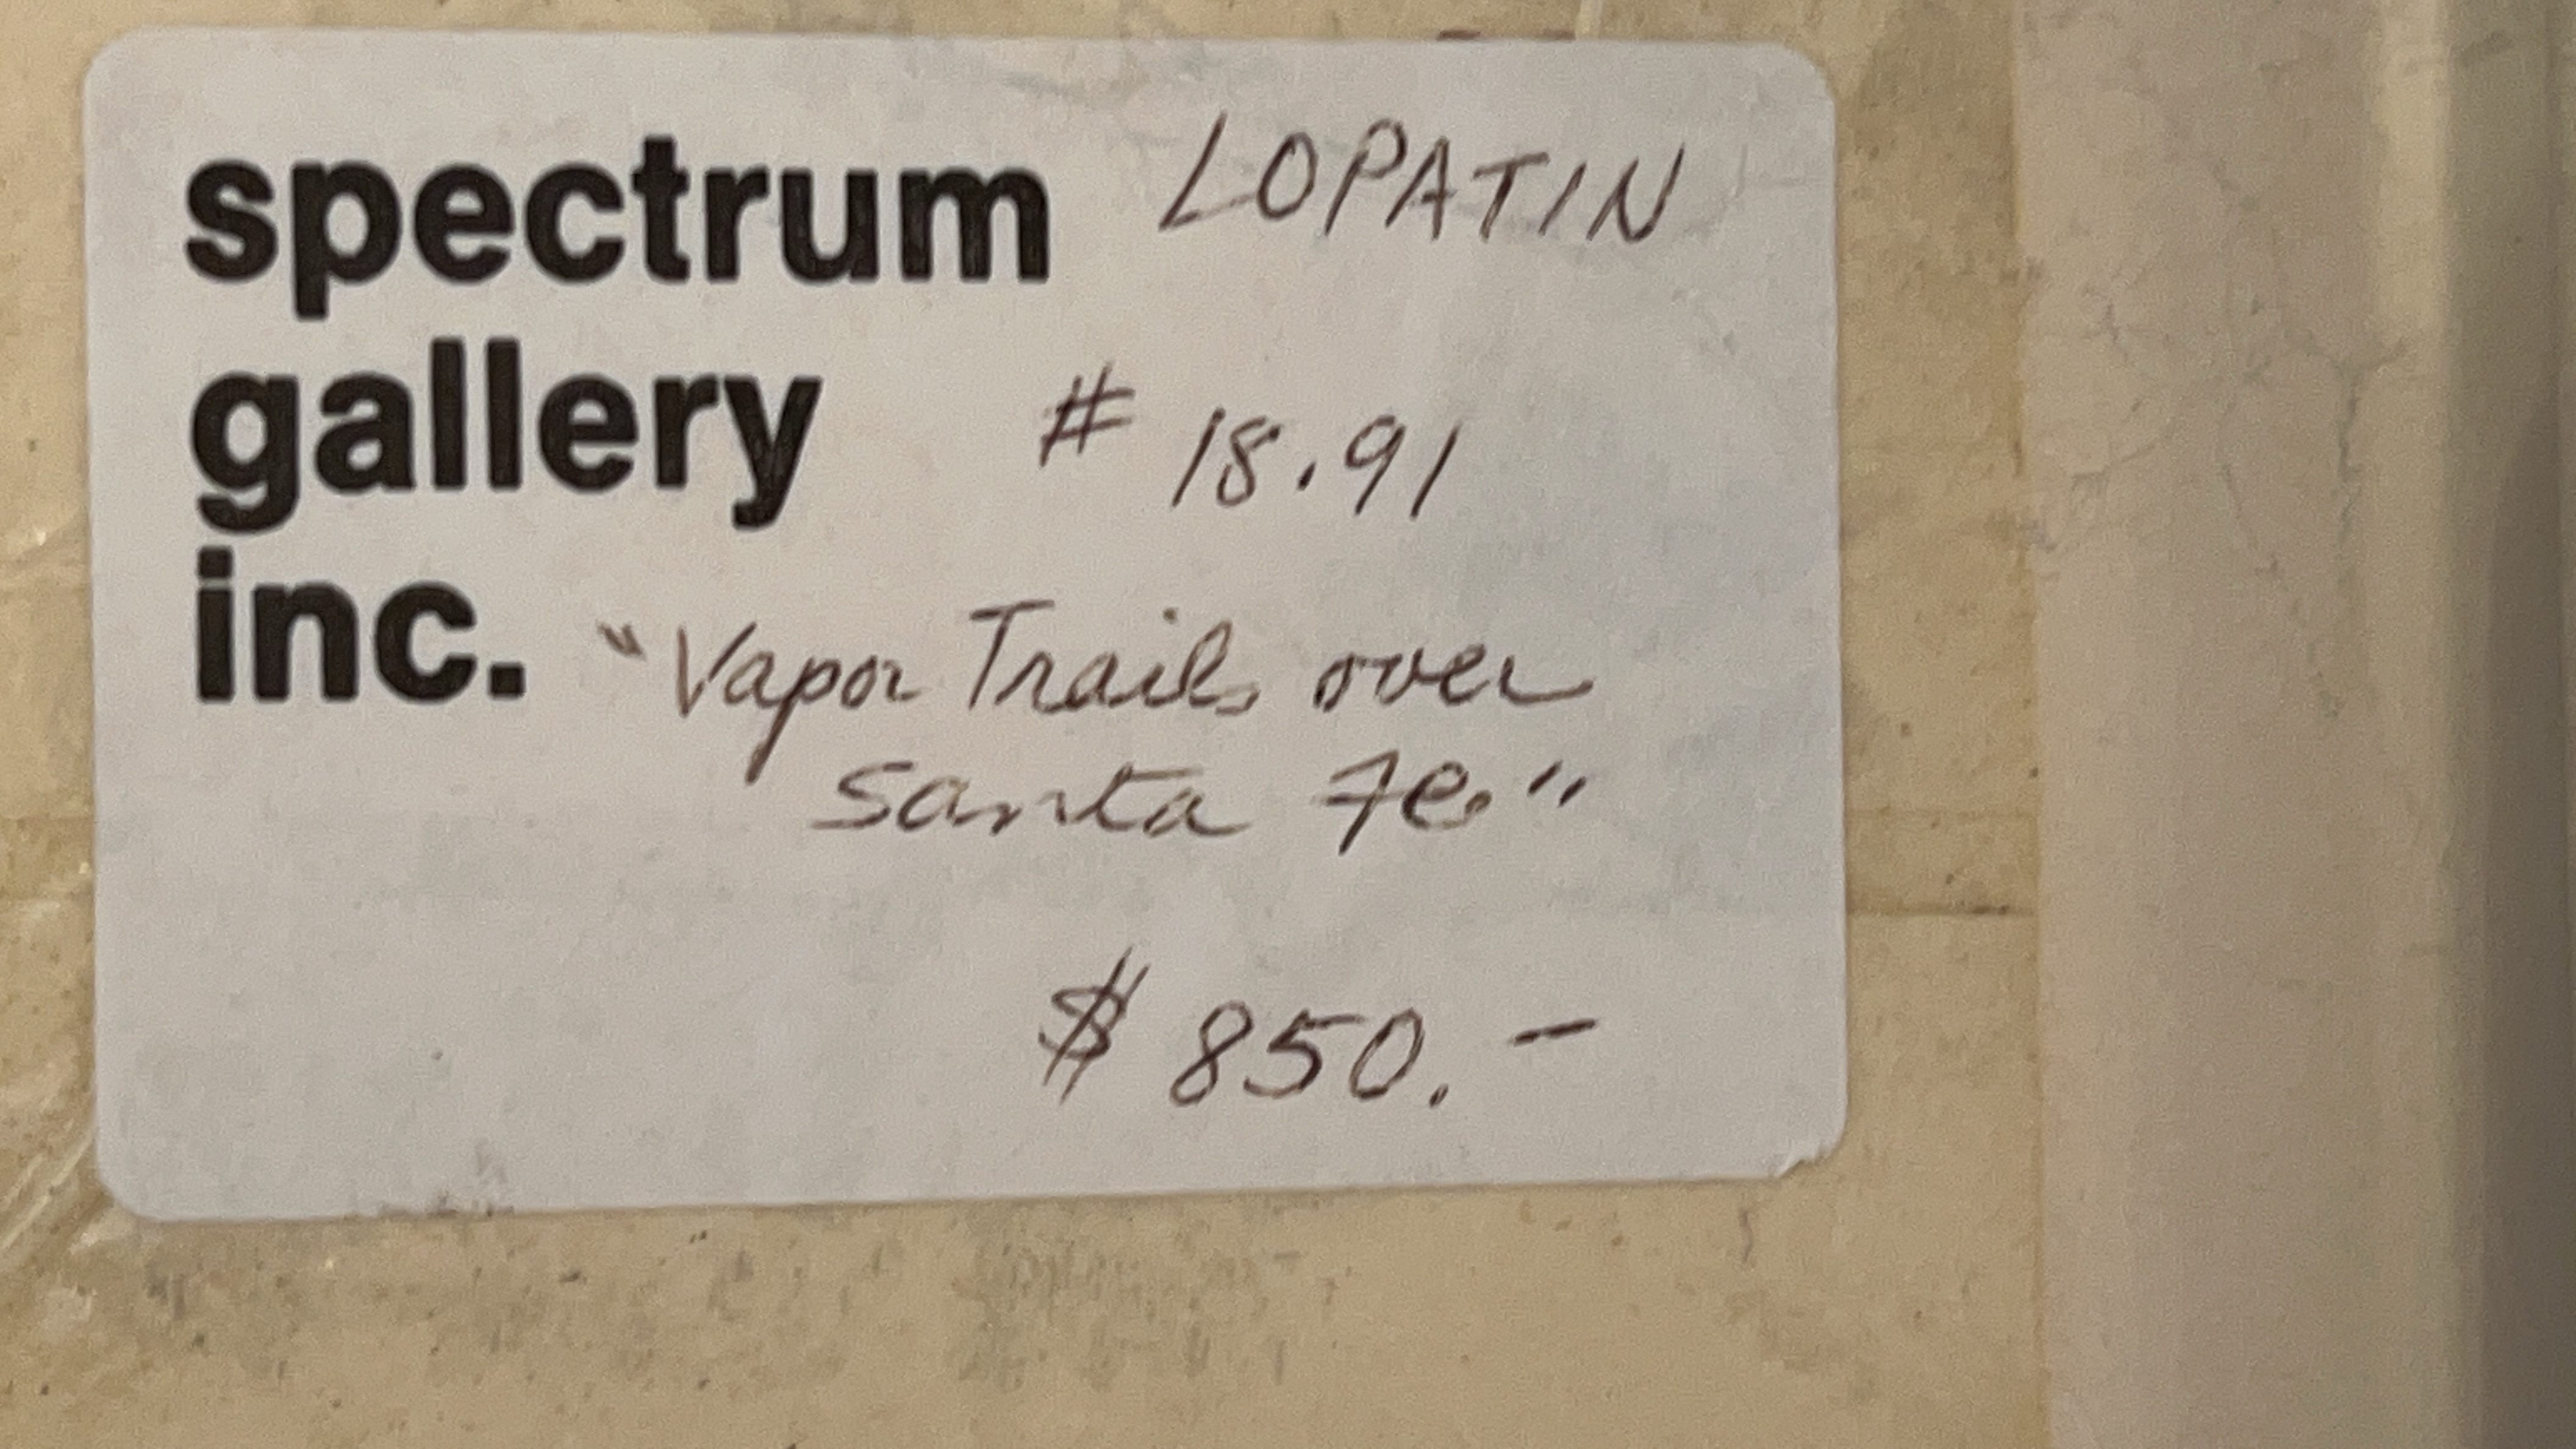 spectrum LOPATIN
gallery # 18.91
inc. "Vapor Trails over
Santa Fe."
$ 850.-